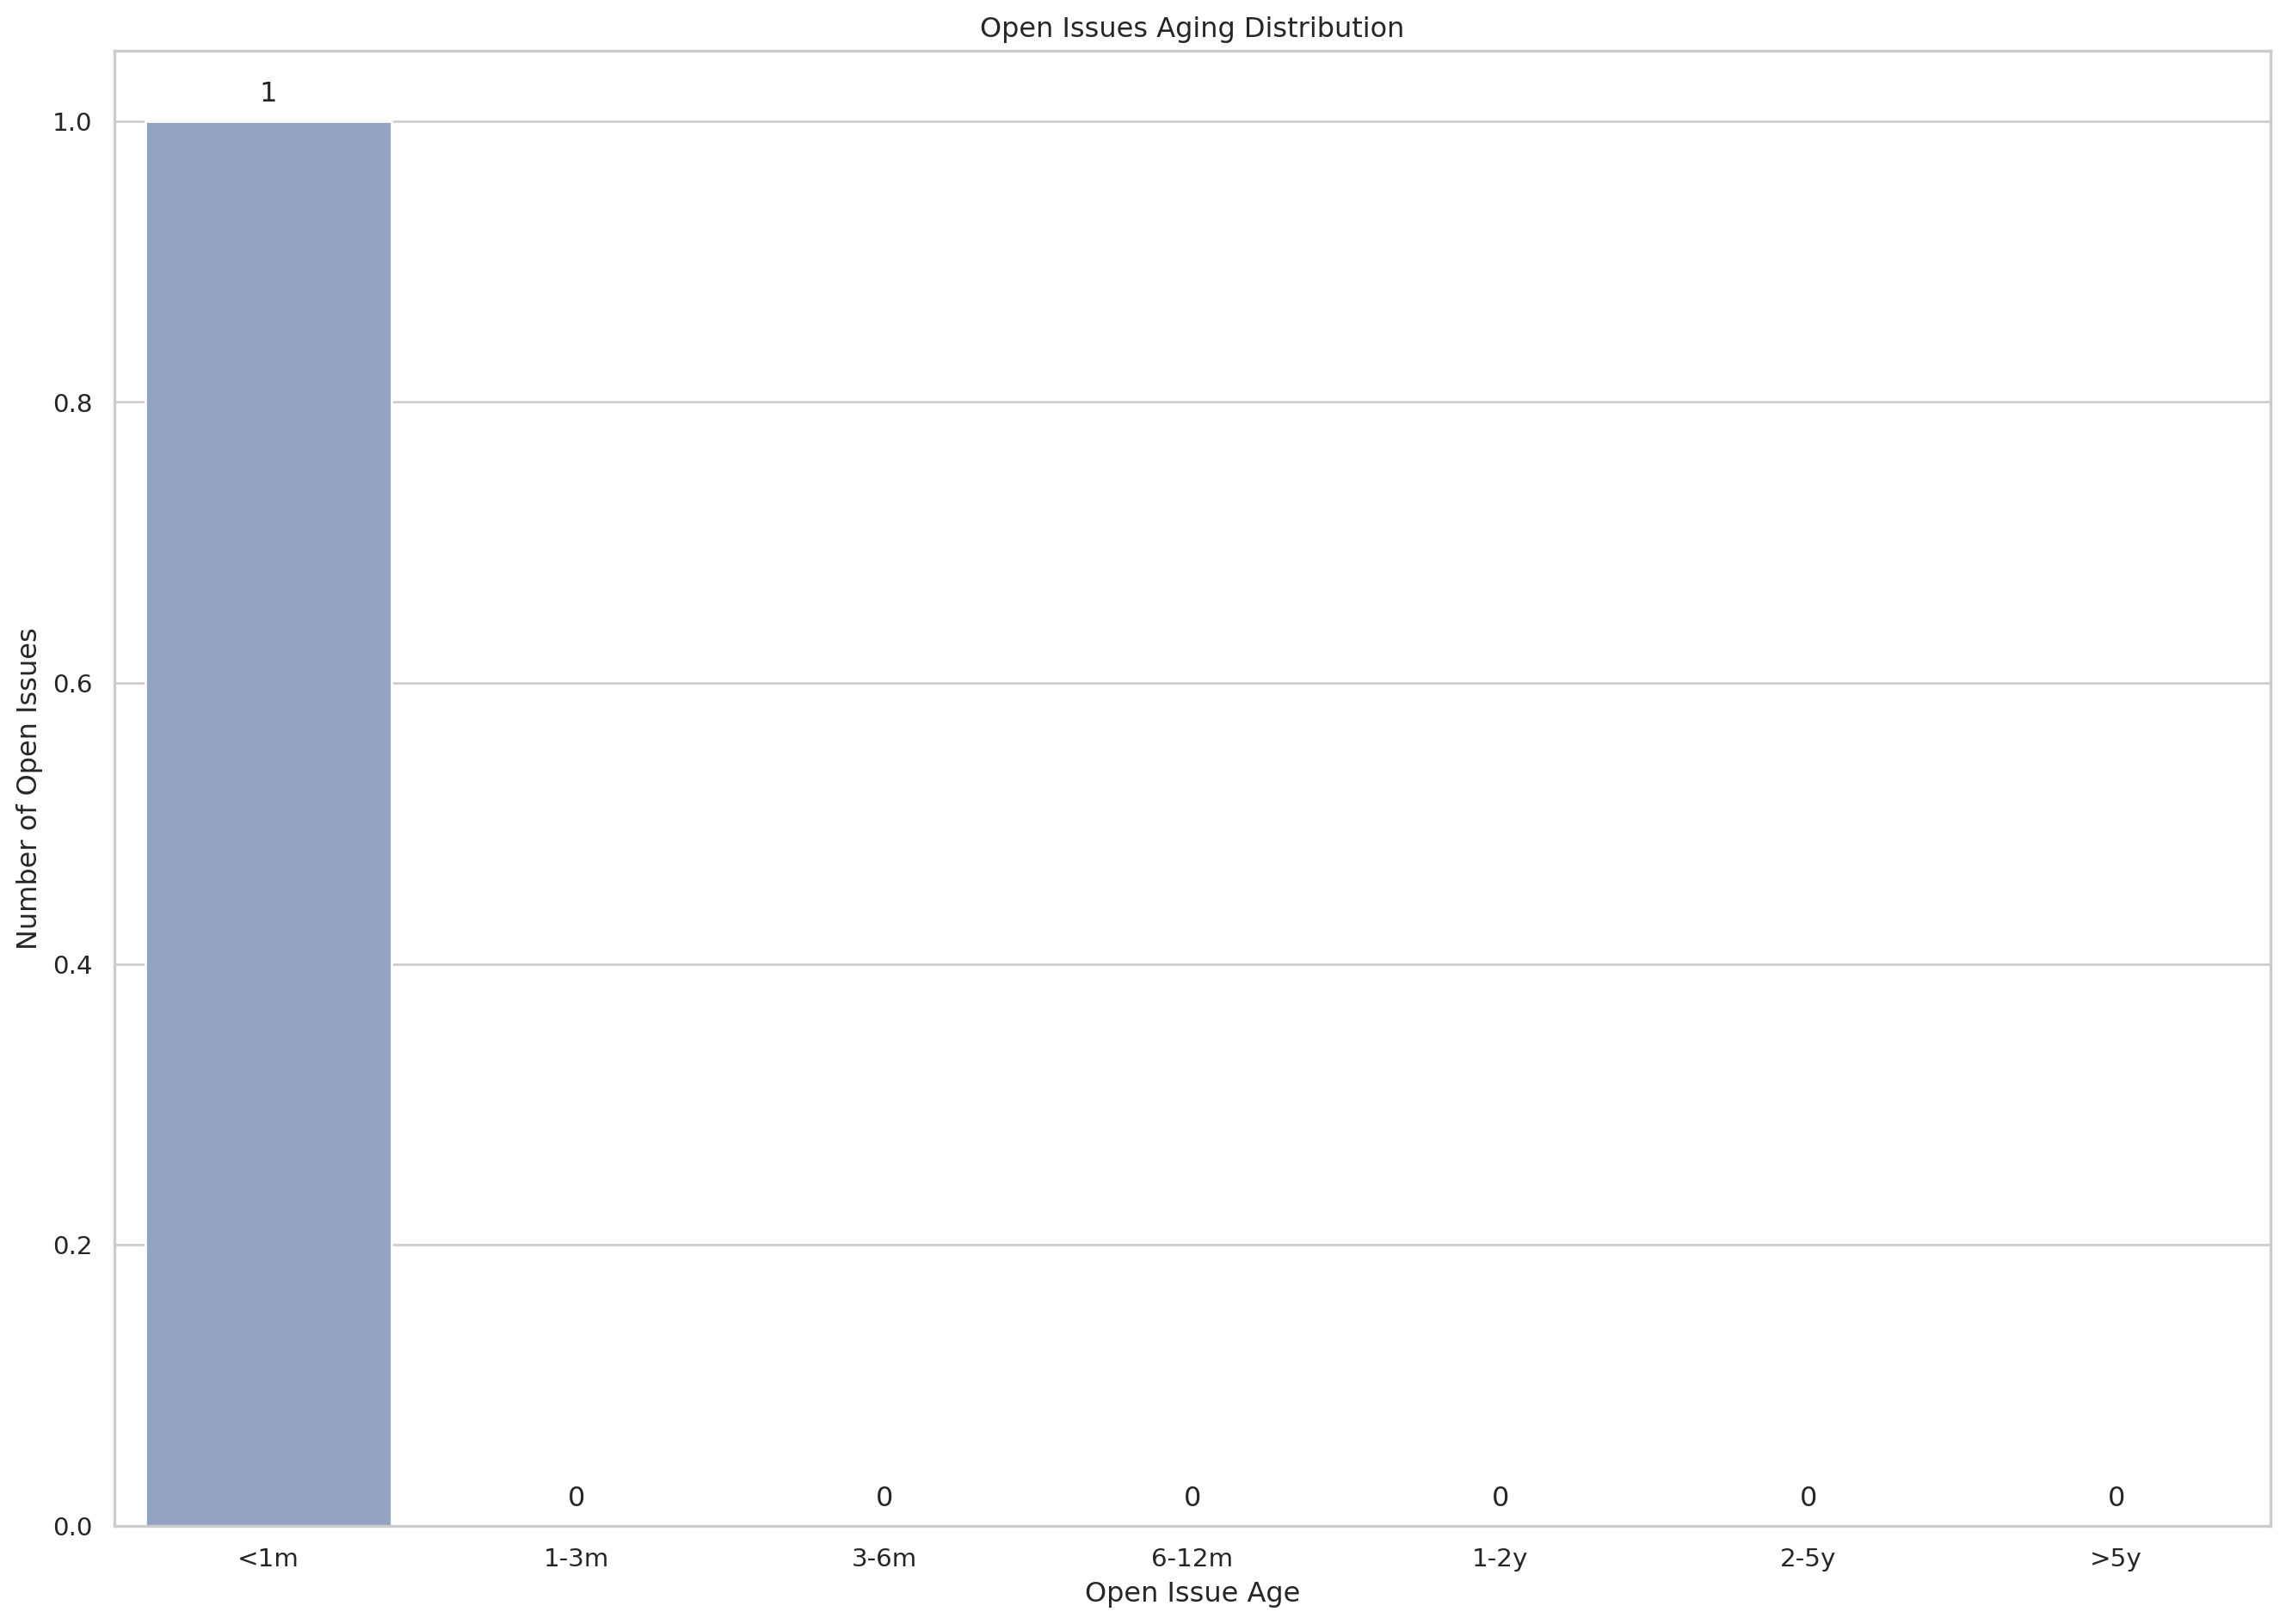 Open Issues Aging Distribution
1
1.0
0.8
0.6
0.4
0.2
0.0
Number of Open Issues
0 0 0 0 0 0
<1m 1-3m 3-6m 6-12m 1-2y 2-5y >5y
Open Issue Age